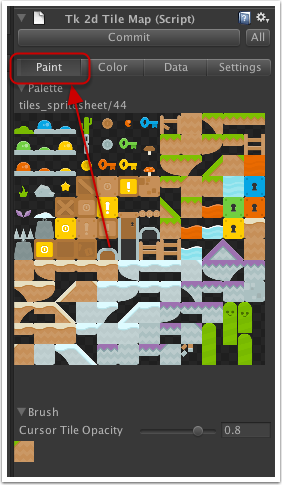 Tk 2d Tile Map (Script)
Commit All
Paint Color Data Settings
Palette
tiles_spritesheet/44
Brush
Cursor Tile Opacity 0.8